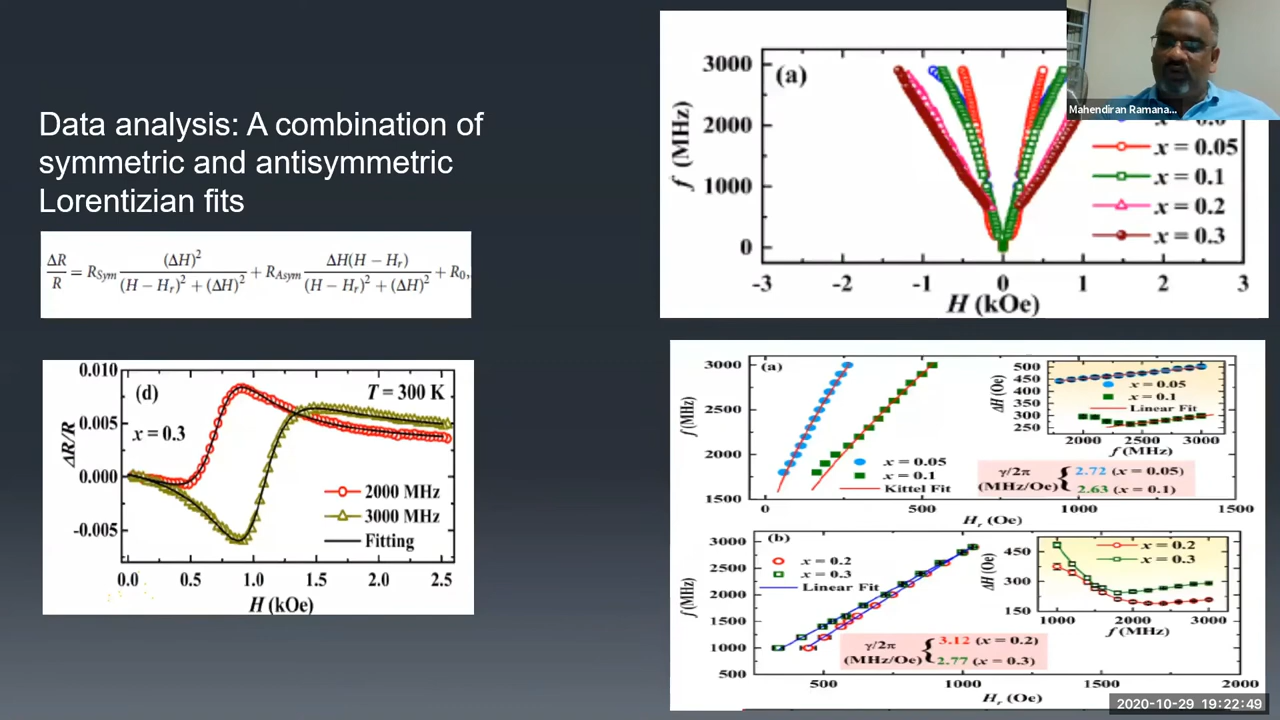 Data analysis: A combination of
symmetric and antisymmetric
Lorentizian fits
ΔR/R = R_Sym (ΔH)²/((H − H_r)² + (ΔH)²) + R_Asym ΔH(H − H_r)/((H − H_r)² + (ΔH)²) + R₀,
0.010
0.005
0.000
-0.005
ΔR/R
(d)
T = 300 K
x = 0.3
2000 MHz
3000 MHz
Fitting
0.0 0.5 1.0 1.5 2.0 2.5
H (kOe)
3000
2000
1000
0
f (MHz)
(a)
x = 0.05
x = 0.1
x = 0.2
x = 0.3
-3 -2 -1 0 1 2 3
H (kOe)
Mahendiran Ramana...
3000
2500
2000
1500
f (MHz)
(a)
x = 0.05
x = 0.1
Kittel Fit
0 500 1000 1500
H_r (Oe)
500
450
400
350
300
250
ΔH (Oe)
x = 0.05
x = 0.1
Linear Fit
2000 2500 3000
f (MHz)
γ/2π
(MHz/Oe)
2.72 (x = 0.05)
2.63 (x = 0.1)
3000
2500
2000
1500
1000
500
f (MHz)
(b)
x = 0.2
x = 0.3
Linear Fit
500 1000 1500 2000
H_r (Oe)
450
300
150
ΔH (Oe)
x = 0.2
x = 0.3
1000 2000 3000
f (MHz)
γ/2π
(MHz/Oe)
3.12 (x = 0.2)
2.77 (x = 0.3)
2020-10-29 19:22:49